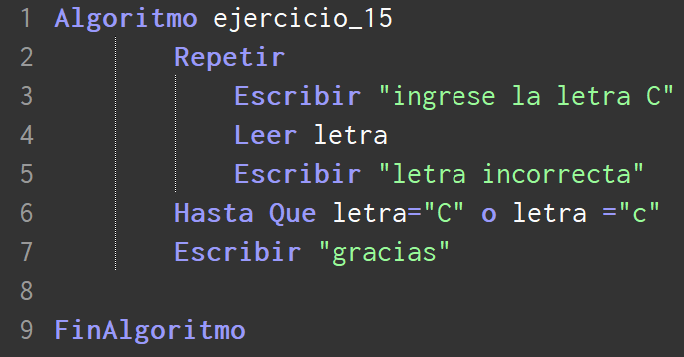 1 Algoritmo ejercicio_15
2 Repetir
3 Escribir "ingrese la letra C"
4 Leer letra
5 Escribir "letra incorrecta"
6 Hasta Que letra="C" o letra ="c"
7 Escribir "gracias"
8
9 FinAlgoritmo